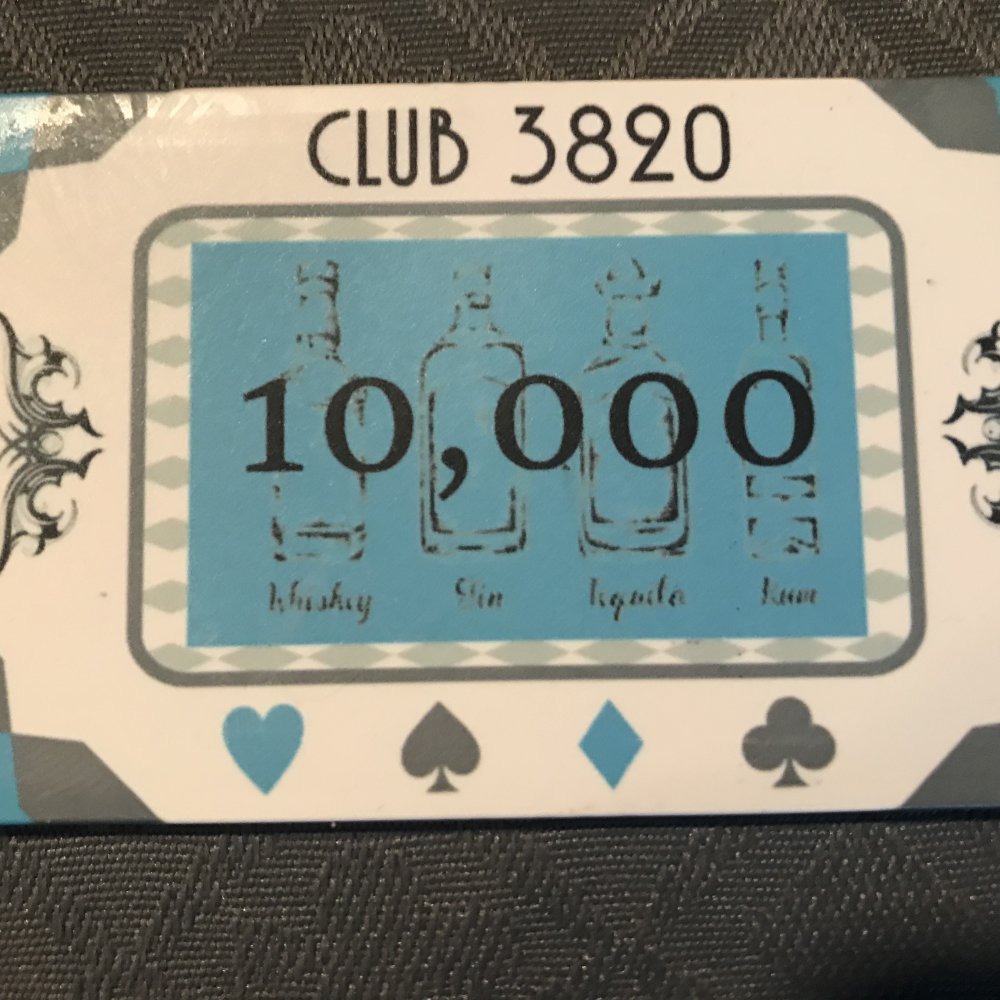 CLUB 3820
10,000
Whiskey Gin Tequila Rum